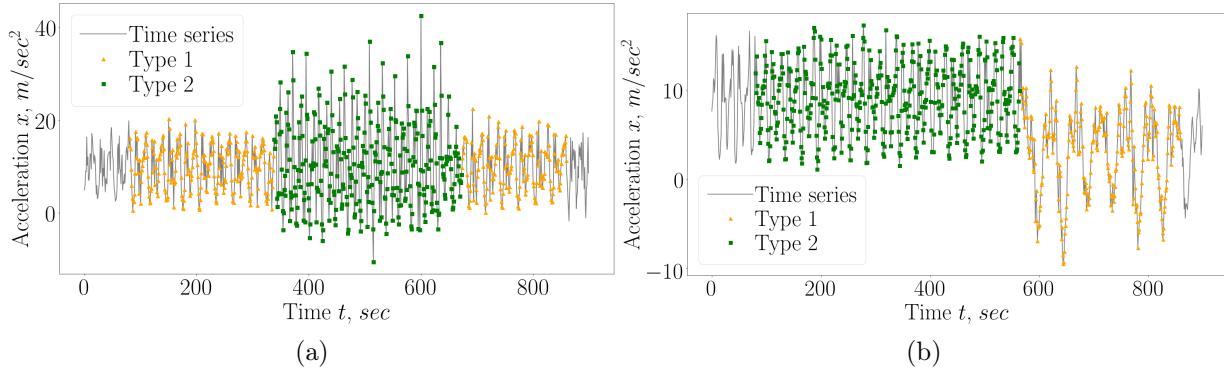 Acceleration x, m/sec²
40
20
0
Time series
Type 1
Type 2
0
200
400
600
800
Time t, sec
(a)
Acceleration x, m/sec²
10
0
−10
Time series
Type 1
Type 2
0
200
400
600
800
Time t, sec
(b)